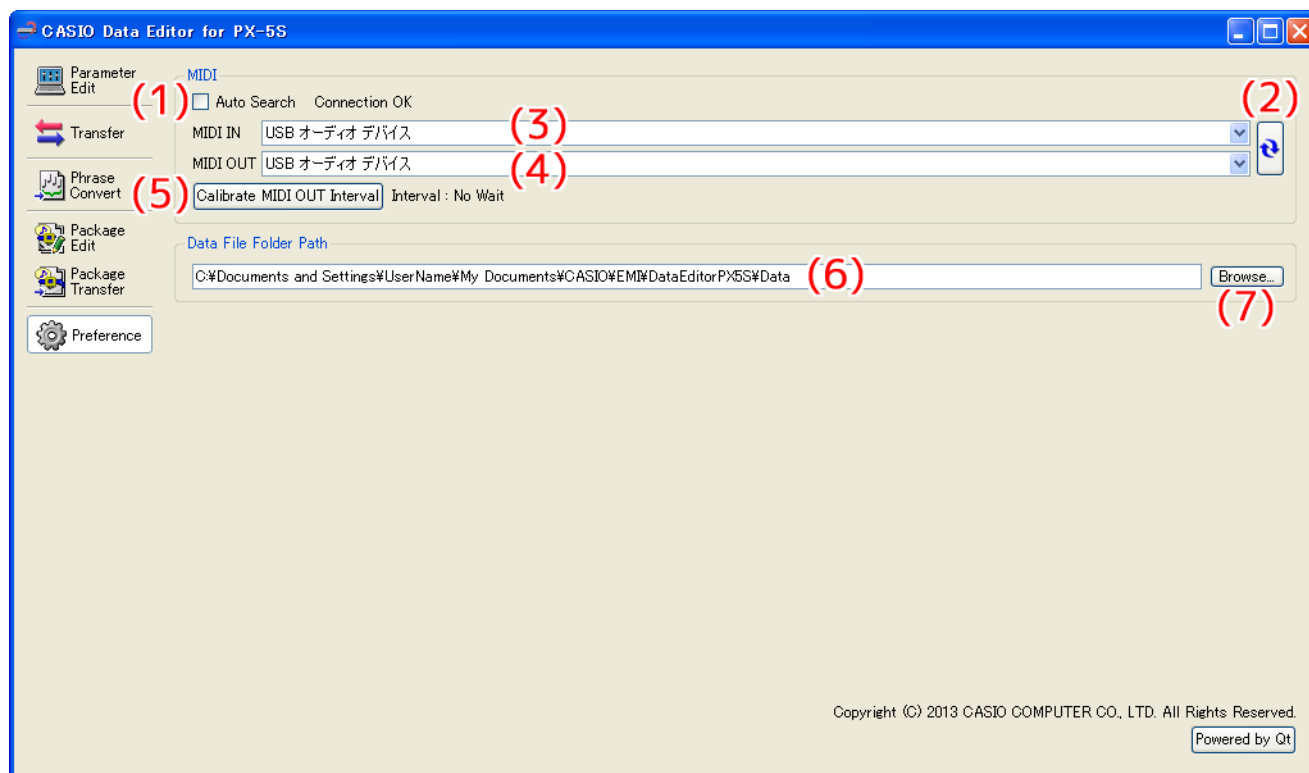 CASIO Data Editor for PX-5S
Parameter
Edit
Transfer
Phrase
Convert
Package
Edit
Package
Transfer
Preference
MIDI
(1)
Auto Search Connection OK
(2)
MIDI IN USB オーディオ デバイス
(3)
MIDI OUT USB オーディオ デバイス
(4)
(5)
Calibrate MIDI OUT Interval Interval : No Wait
Data File Folder Path
C:¥Documents and Settings¥UserName¥My Documents¥CASIO¥EMI¥DataEditorPX5S¥Data
(6)
Browse...
(7)
Copyright (C) 2013 CASIO COMPUTER CO., LTD. All Rights Reserved.
Powered by Qt